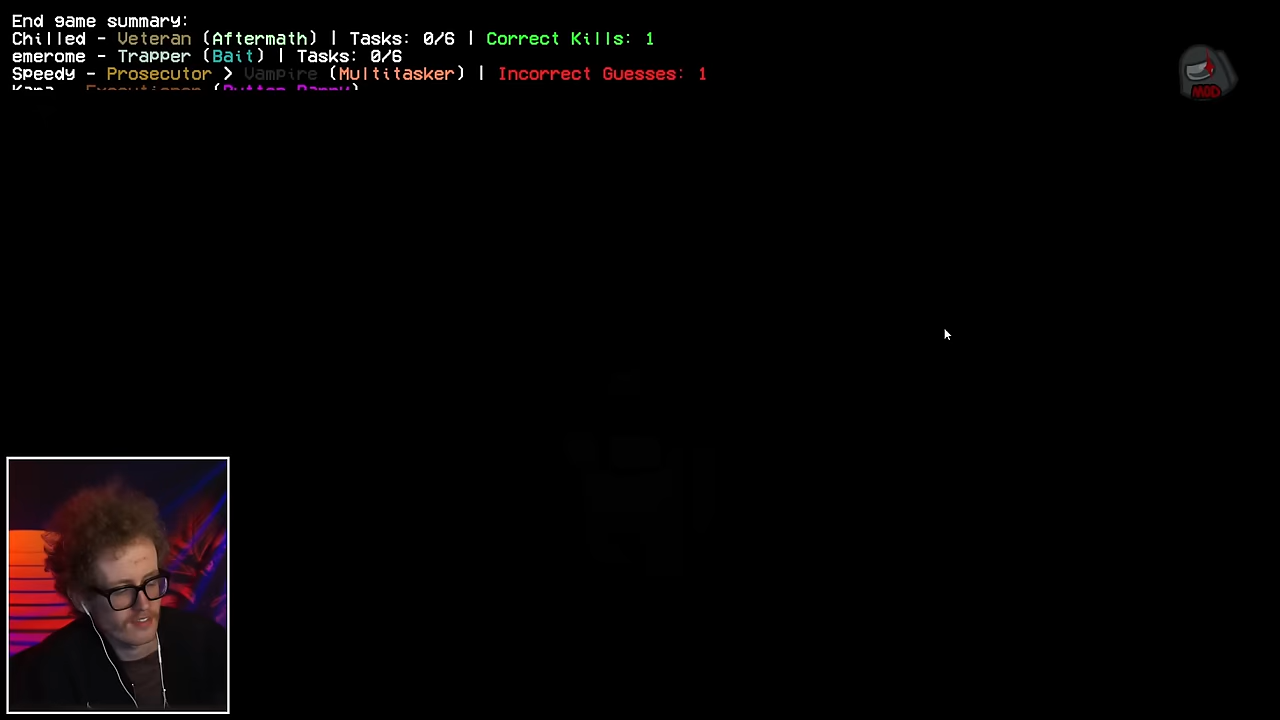 End game summary:
Chilled - Veteran (Aftermath) | Tasks: 0/6 | Correct Kills: 1
emerome - Trapper (Bait) | Tasks: 0/6
Speedy - Prosecutor > Vampire (Multitasker) | Incorrect Guesses: 1
MOD